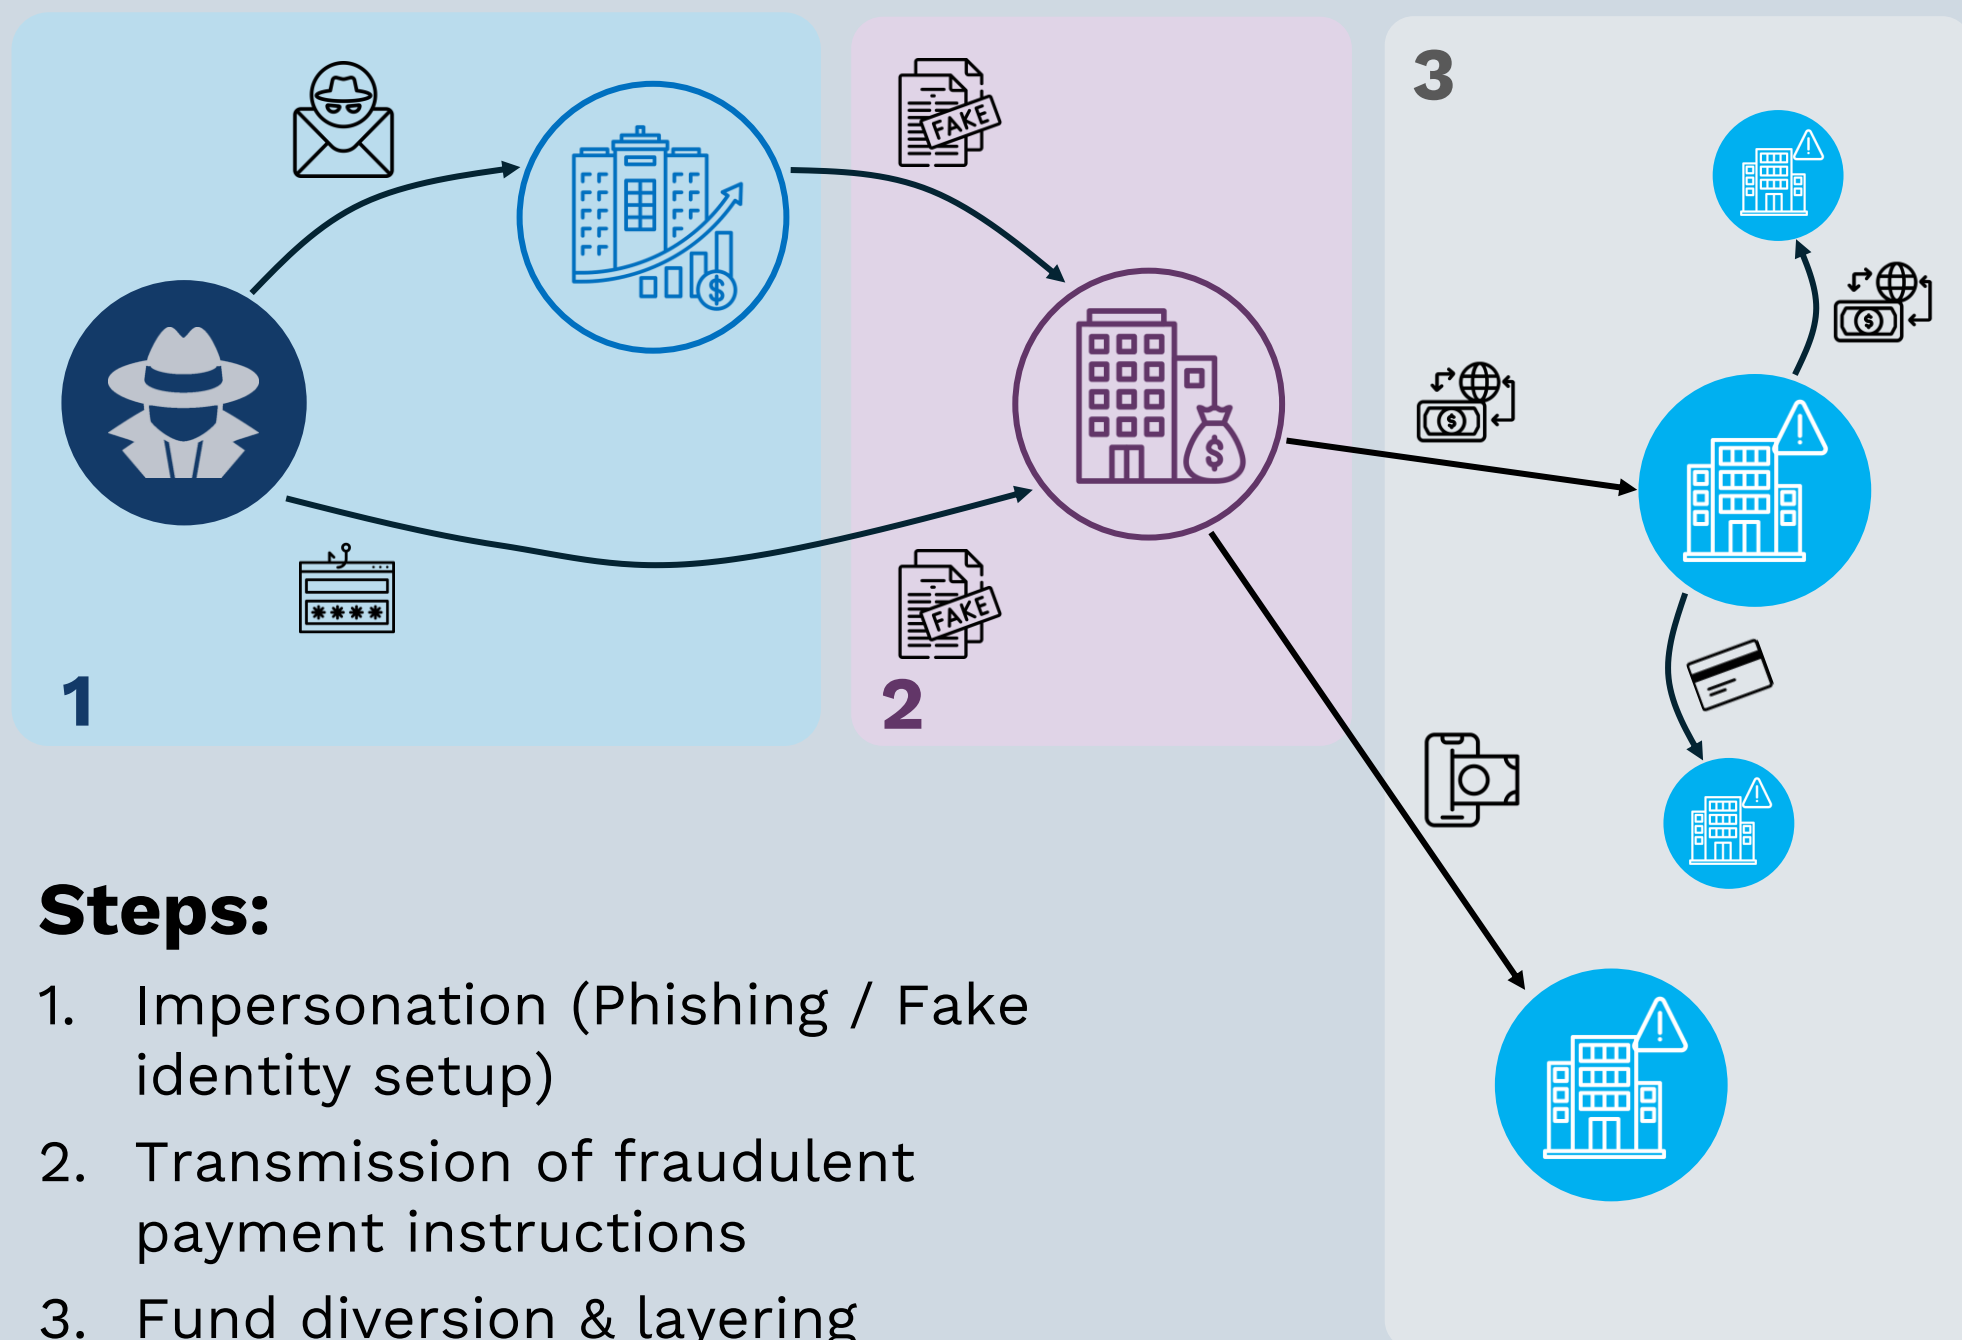 3
FAKE
1
FAKE
2
Steps:
1. Impersonation (Phishing / Fake
identity setup)
2. Transmission of fraudulent
payment instructions
3. Fund diversion & layering